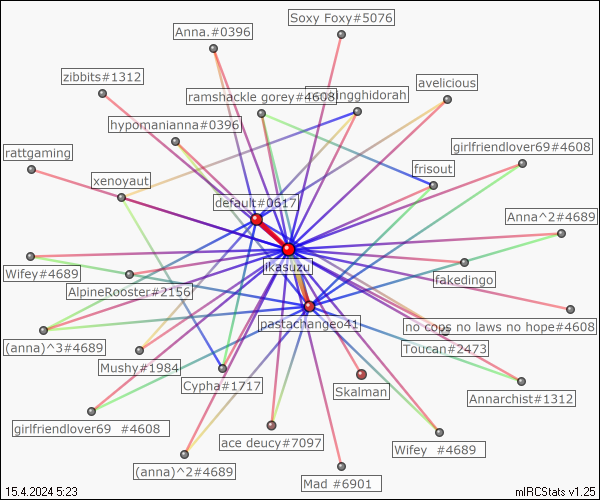 Soxy Foxy#5076
Anna.#0396
zibbits#1312
avelicious
ramshackle gorey#4608
hypomanianna#0396
girlfriendlover69#4608
rattgaming
xenoyaut
frisout
default#0617
Anna^2#4689
ikasuzu
Wifey#4689
fakedingo
AlpineRooster#2156
pastachangeo41
no cops no laws no hope#4608
(anna)^3#4689
Toucan#2473
Mushy#1984
Cypha#1717
Skalman
Annarchist#1312
girlfriendlover69 #4608
ace deucy#7097
Wifey #4689
(anna)^2#4689
Mad #6901
15.4.2024 5:23
mIRCStats v1.25